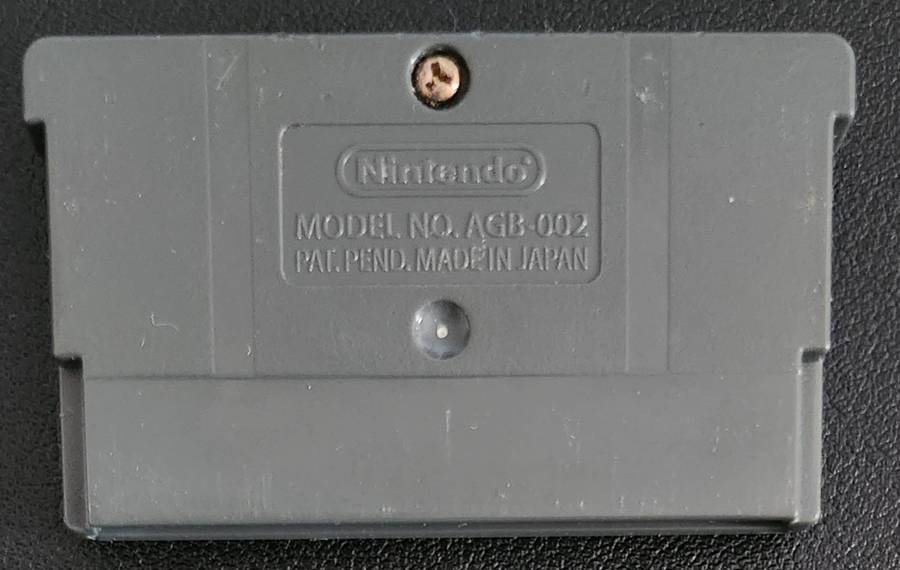 Nintendo®
MODEL NO. AGB-002
PAT. PEND. MADE IN JAPAN